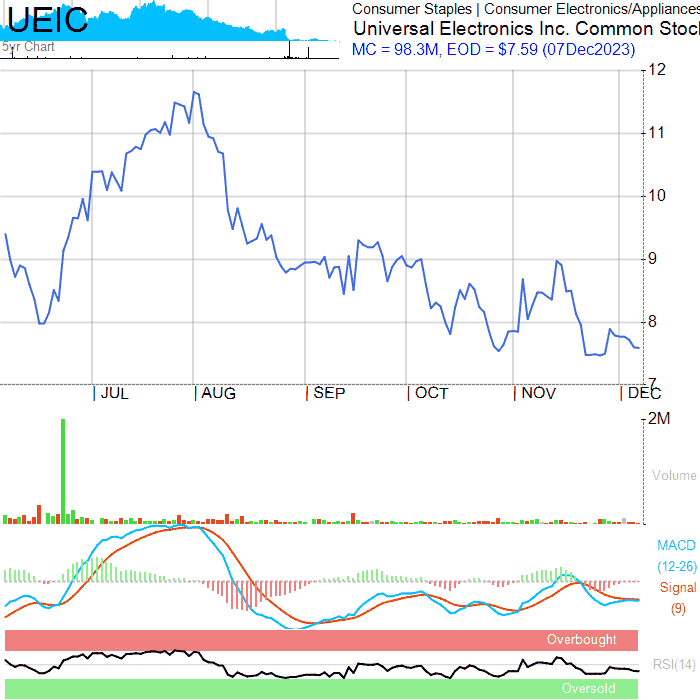 UEIC
5yr Chart
Consumer Staples | Consumer Electronics/Appliances
Universal Electronics Inc. Common Stoc
MC = 98.3M, EOD = $7.59 (07Dec2023)
12
11
10
9
8
7
JUL AUG SEP OCT NOV DEC
2M
Volume
MACD
(12-26)
Signal
(9)
Overbought
RSI(14)
Oversold